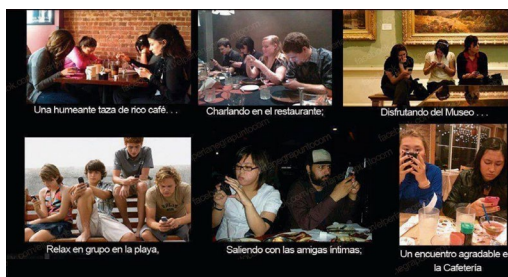 Una humeante taza de rico café. . .
Charlando en el restaurante;
Disfrutando del Museo . . .
Relax en grupo en la playa,
Saliendo con las amigas íntimas;
Un encuentro agradable e
la Cafetería